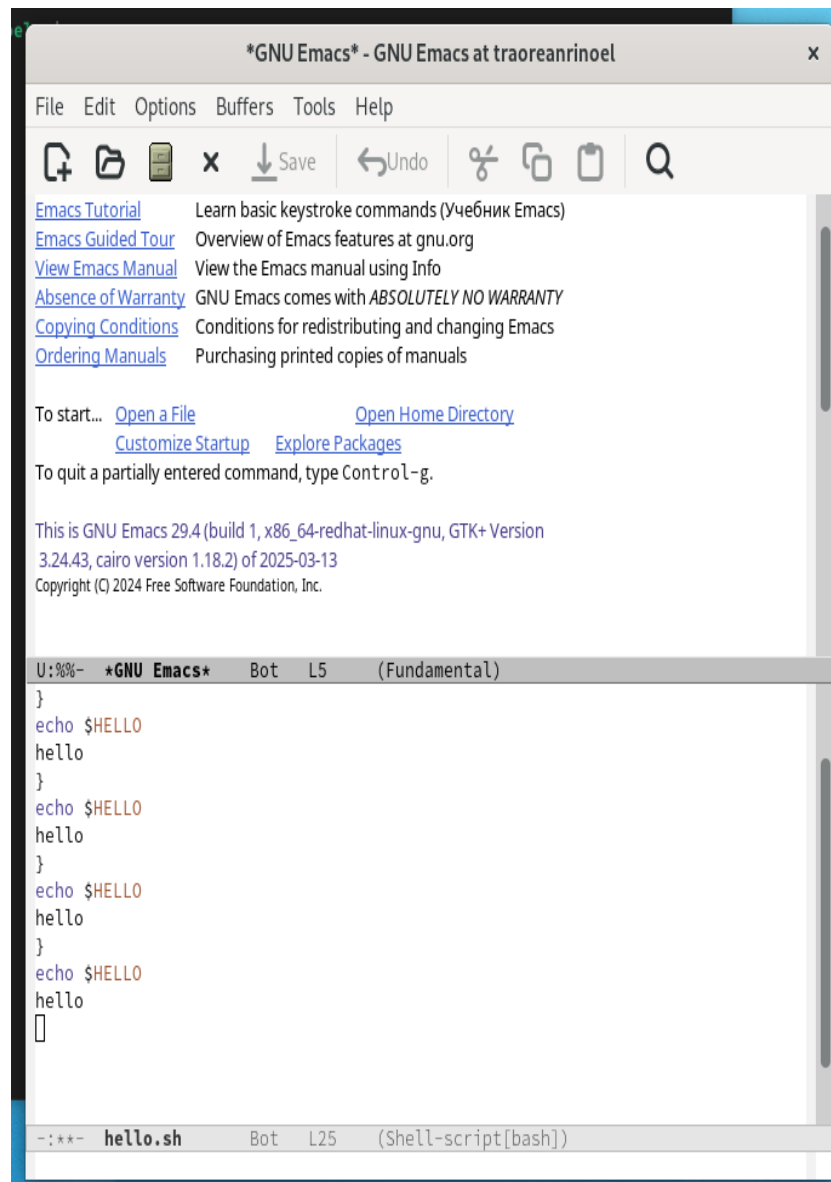 *GNU Emacs* - GNU Emacs at traoreanrinoel x
File Edit Options Buffers Tools Help
Save Undo
Emacs Tutorial Learn basic keystroke commands (Учебник Emacs)
Emacs Guided Tour Overview of Emacs features at gnu.org
View Emacs Manual View the Emacs manual using Info
Absence of Warranty GNU Emacs comes with ABSOLUTELY NO WARRANTY
Copying Conditions Conditions for redistributing and changing Emacs
Ordering Manuals Purchasing printed copies of manuals
To start... Open a File Open Home Directory
Customize Startup Explore Packages
To quit a partially entered command, type Control-g.
This is GNU Emacs 29.4 (build 1, x86_64-redhat-linux-gnu, GTK+ Version
3.24.43, cairo version 1.18.2) of 2025-03-13
Copyright (C) 2024 Free Software Foundation, Inc.
U:%%- *GNU Emacs* Bot L5 (Fundamental)
}
echo $HELLO
hello
}
echo $HELLO
hello
}
echo $HELLO
hello
}
echo $HELLO
hello
-:**- hello.sh Bot L25 (Shell-script[bash])